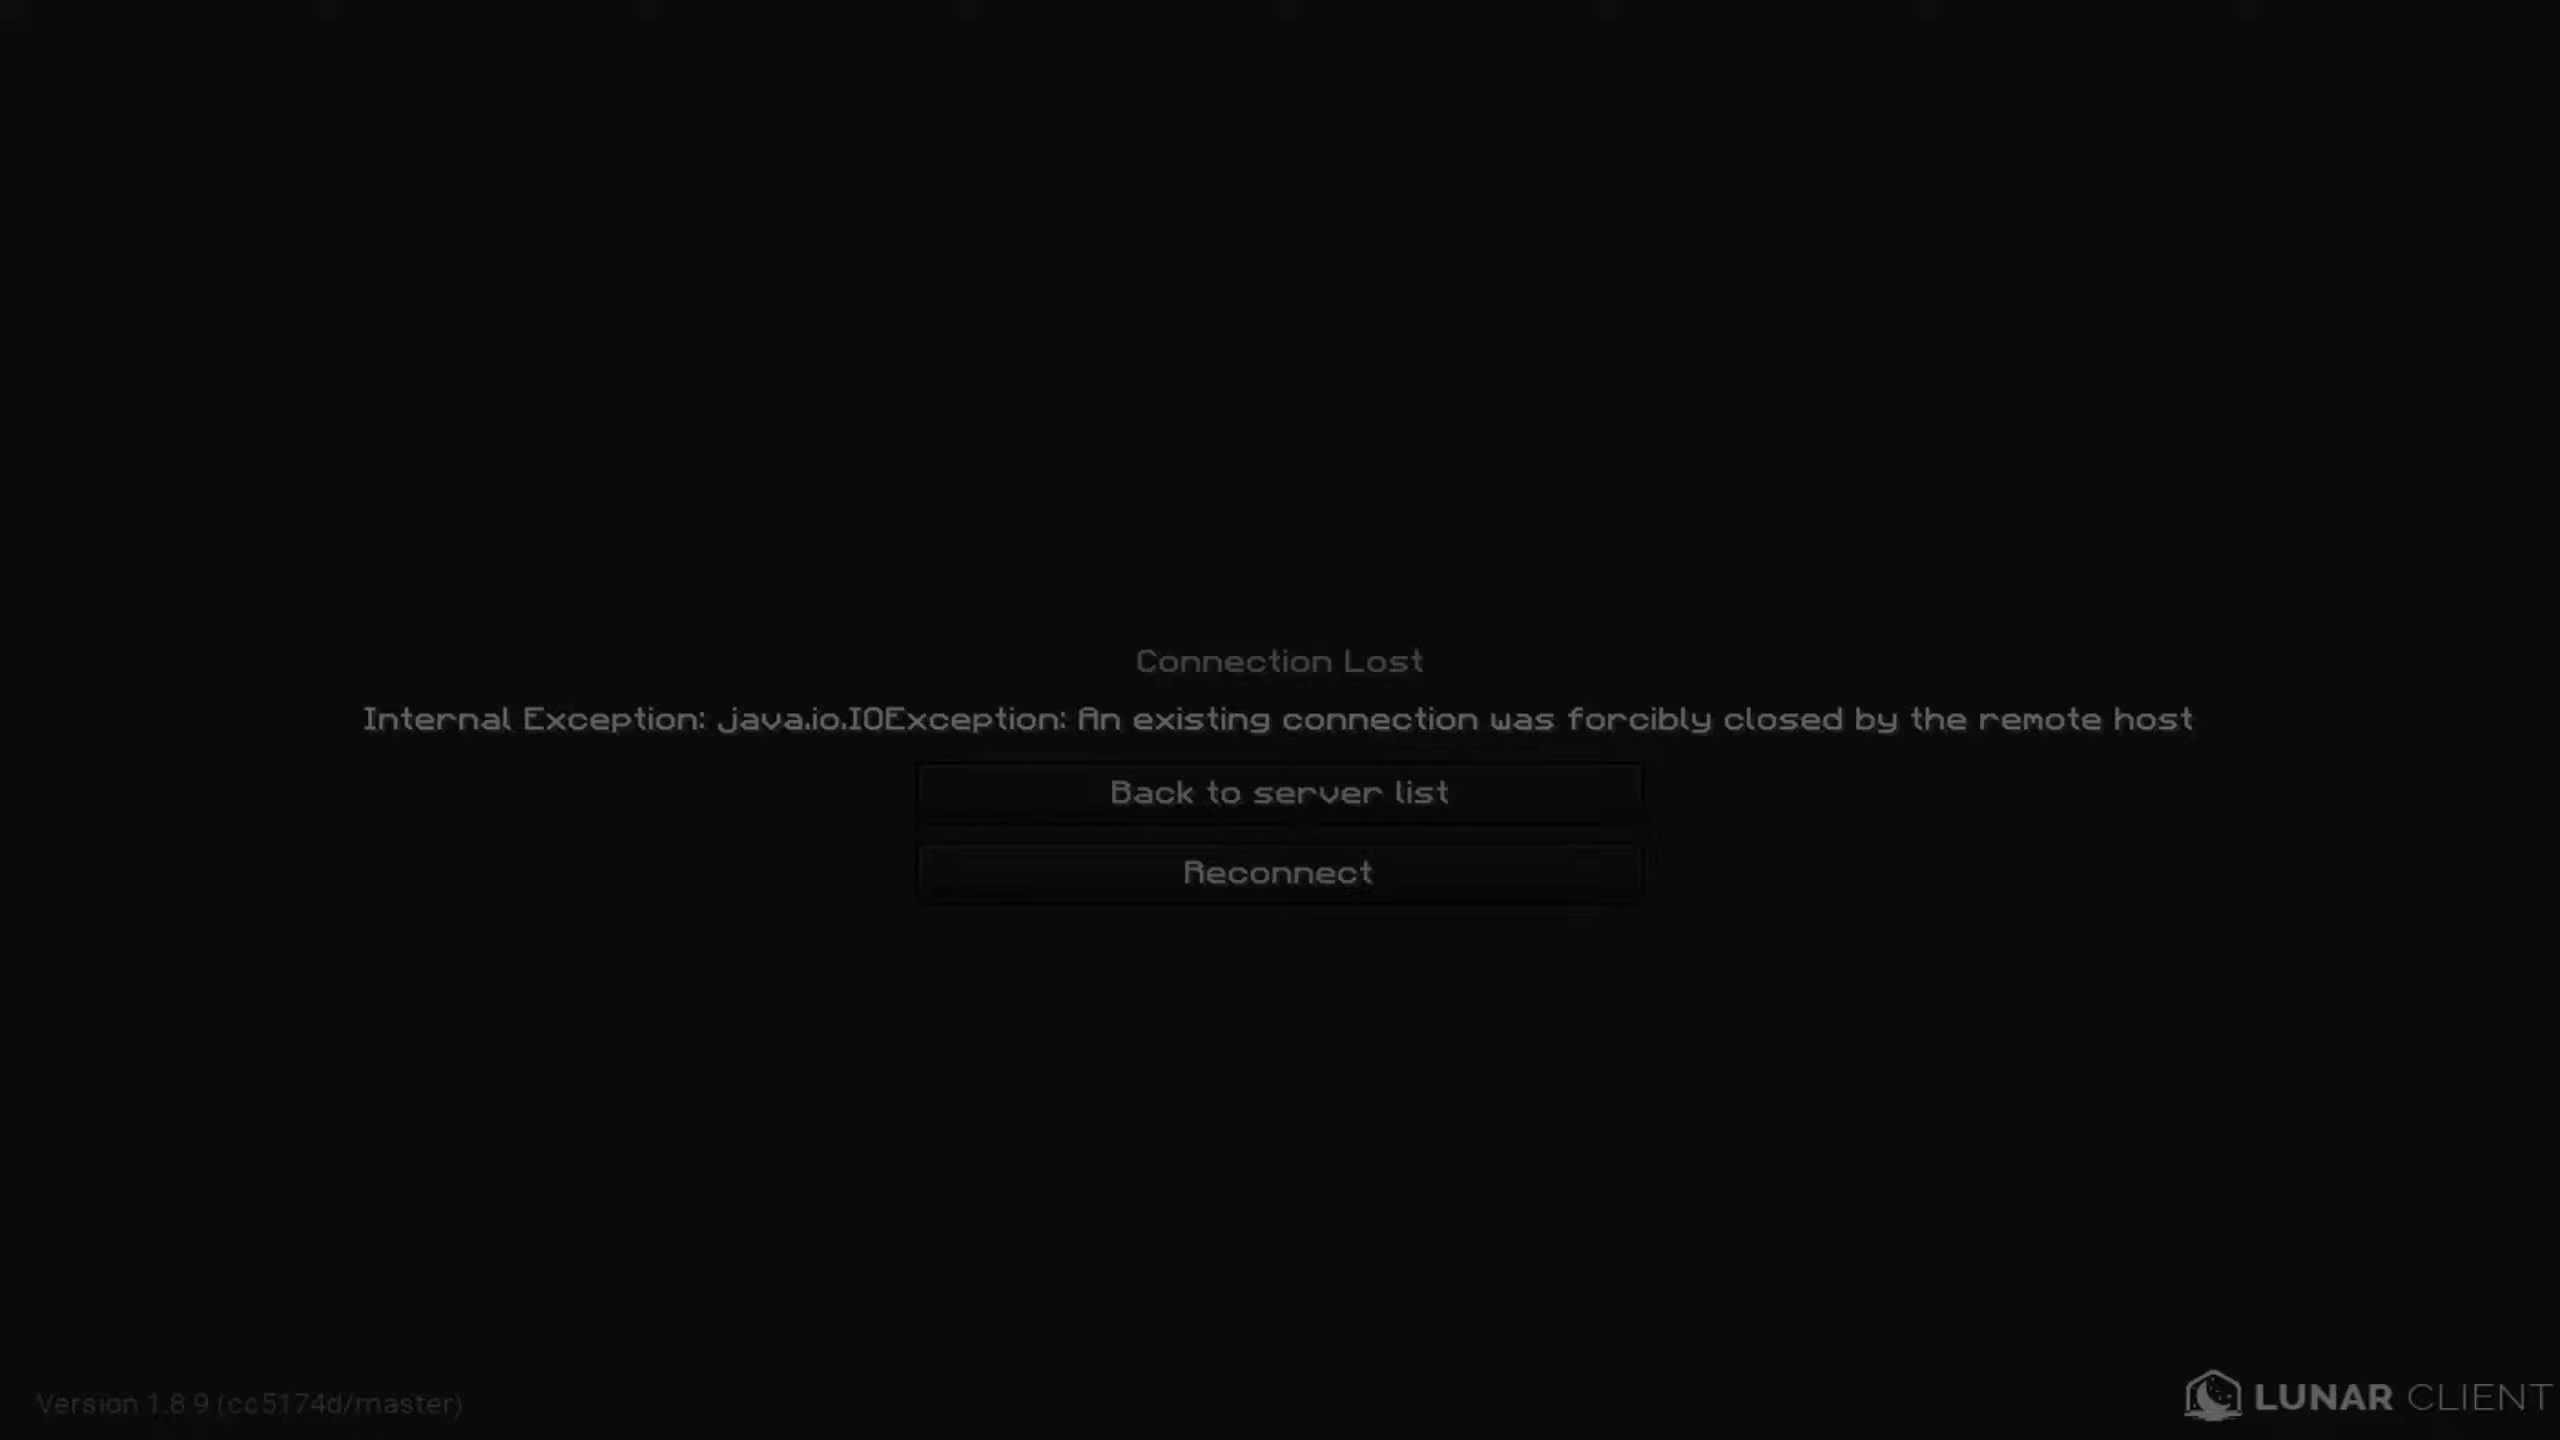 Connection Lost
Internal Exception: java.io.IOException: An existing connection was forcibly closed by the remote host
Back to server list
Reconnect
Version 1.8.9 (cc5174d/master)
LUNAR CLIENT